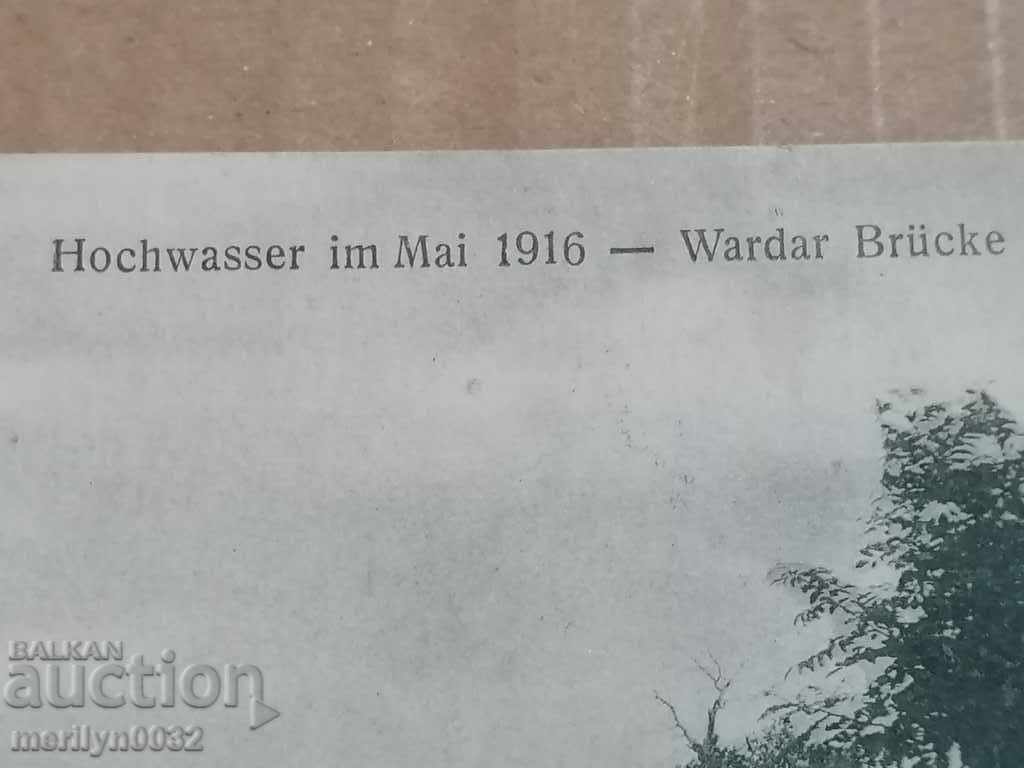 Hochwasser im Mai 1916 — Wardar Brücke
BALKAN
auction
merilyn0032